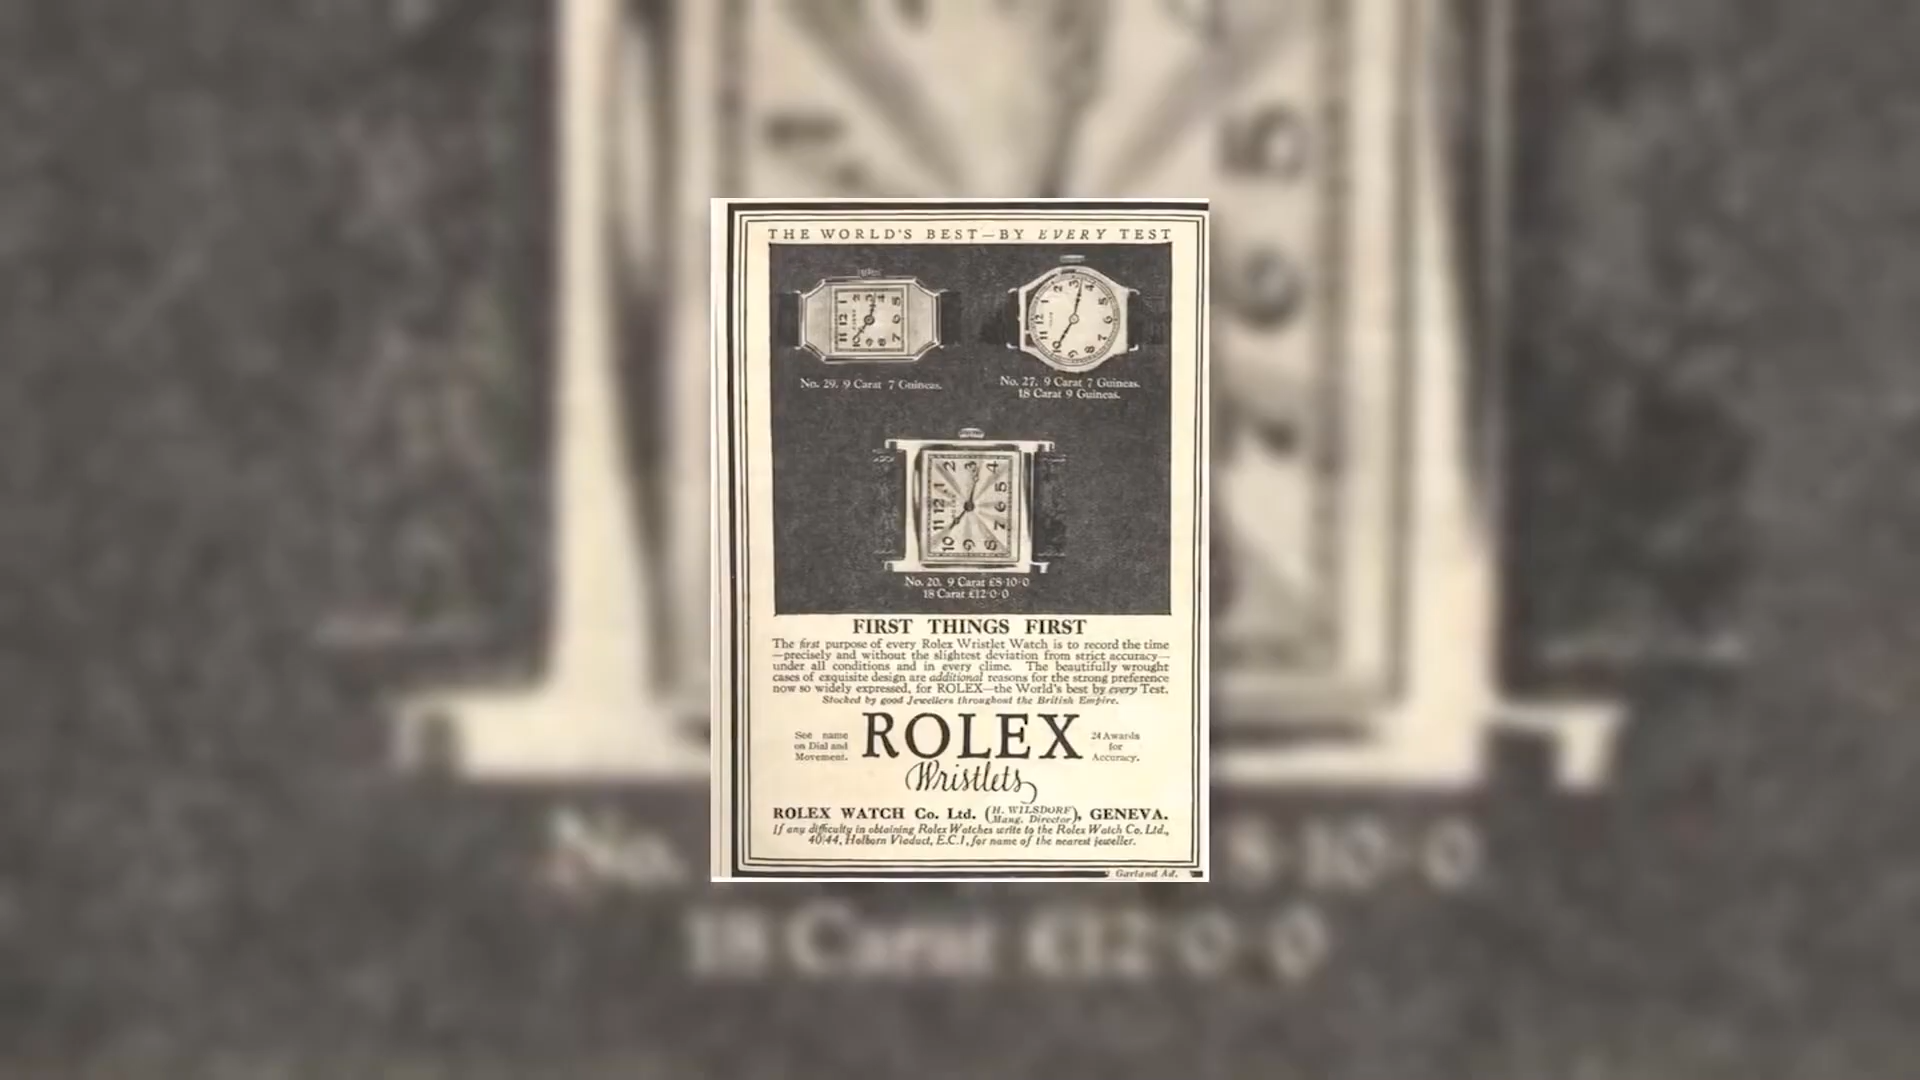 THE WORLD'S BEST—BY EVERY TEST
No. 29. 9 Carat 7 Guineas.
No. 27. 9 Carat 7 Guineas.
18 Carat 9 Guineas.
No. 20. 9 Carat £8·10·0
18 Carat £12·0·0
FIRST THINGS FIRST
The first purpose of every Rolex Wristlet Watch is to record the time
—precisely and without the slightest deviation from strict accuracy—
under all conditions and in every clime. The beautifully wrought
cases of exquisite design are additional reasons for the strong preference
now so widely expressed, for ROLEX—the World's best by every Test.
Stocked by good Jewellers throughout the British Empire.
See name
on Dial and
Movement.
ROLEX
Wristlets
24 Awards
for
Accuracy.
ROLEX WATCH Co. Ltd. (H. WILSDORF Mang. Director), GENEVA.
If any difficulty in obtaining Rolex Watches write to the Rolex Watch Co. Ltd.,
40/44, Holborn Viaduct, E.C.1, for name of the nearest jeweller.
Garland Ad.